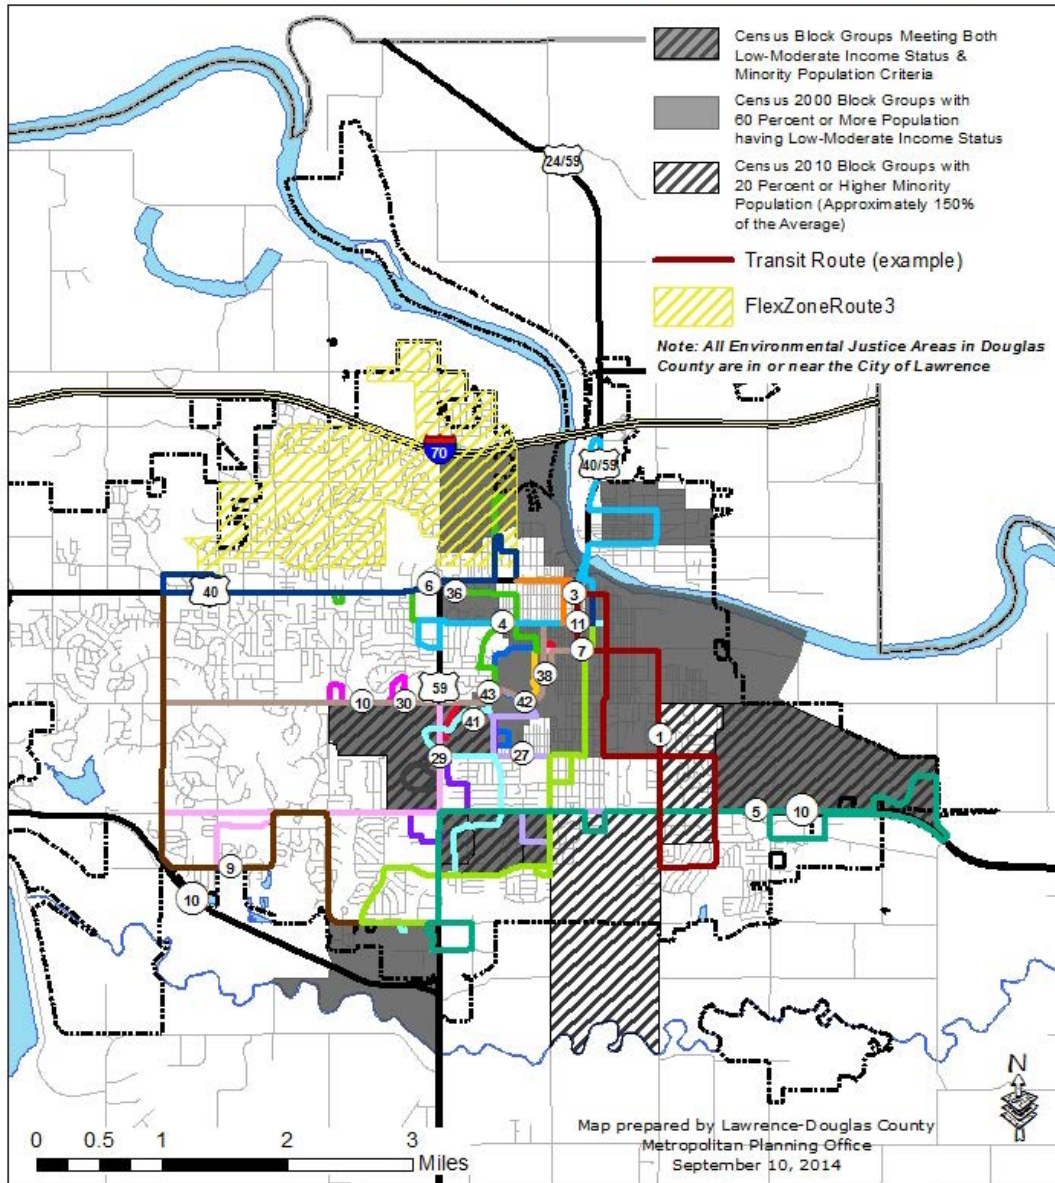 Census Block Groups Meeting Both
Low-Moderate Income Status &
Minority Population Criteria
Census 2000 Block Groups with
60 Percent or More Population
having Low-Moderate Income Status
Census 2010 Block Groups with
20 Percent or Higher Minority
Population (Approximately 150%
of the Average)
Transit Route (example)
FlexZoneRoute3
Note: All Environmental Justice Areas in Douglas
County are in or near the City of Lawrence
24/59
70
40/59
40
6
36
3
4
11
7
38
59
43
10
30
42
41
1
29
27
5
10
9
10
N
0 0.5 1 2 3
Miles
Map prepared by Lawrence-Douglas County
Metropolitan Planning Office
September 10, 2014